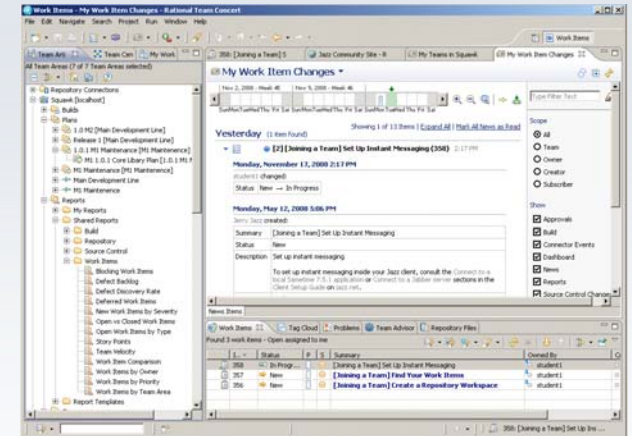 Work Items - My Work Item Changes - Rational Team Concert
File Edit Navigate Search Project Run Window Help
Work Items
Team Arti
Team Cen
My Work
All Team Areas (7 of 7 Team Areas selected)
Repository Connections
Squawk [localhost]
Builds
Plans
1.0 M2 [Main Development Line]
Release 1 [Main Development Line]
1.0.1 M1 Maintenance [M1 Maintenence]
M1 1.0.1 Core Libary Plan [1.0.1 M1
M1 Maintenance [M1 Maintenence]
Main Development Line
M1 Maintenence
Reports
My Reports
Shared Reports
Build
Repository
Source Control
Work Items
Blocking Work Items
Defect Backlog
Defect Discovery Rate
Deferred Work Items
New Work Items by Severity
Open vs Closed Work Items
Open Work Items by Type
Story Points
Team Velocity
Work Item Comparison
Work Items by Owner
Work Items by Priority
Work Items by Team Area
Report Templates
358: [Joining a Team] S
Jazz Community Site - R
My Teams in Squawk
My Work Item Changes
My Work Item Changes
Nov 2, 2008 - Week 45
Nov 9, 2008 - Week 46
Type Filter Text
Yesterday (1 item found)
Showing 1 of 13 Items | Expand All | Mark All News as Read
[2] [Joining a Team] Set Up Instant Messaging (358) 2:17 PM
Monday, November 17, 2008 2:17 PM
student1 changed:
Status New → In Progress
Monday, May 12, 2008 5:06 PM
Jerry Jazz created:
Summary [Joining a Team] Set Up Instant Messaging
Status New
Description Set up instant messaging
To set up instant messaging inside your Jazz client, consult the Connect to a
local Sametime 7.5.1 application or Connect to a Jabber server sections in the
Client Setup Guide on jazz.net.
Scope
All
Team
Owner
Creator
Subscriber
Show
Approvals
Build
Connector Events
Dashboard
News
Reports
Source Control Changes
News Items
Work Items
Tag Cloud
Problems
Team Advisor
Repository Files
Found 3 work items - Open assigned to me
Status P S Summary Owned By
358 In Progr... [Joining a Team] Set Up Instant Messaging student1
357 New [Joining a Team] Find Your Work Items student1
356 New [Joining a Team] Create a Repository Workspace student1
358: [Joining a Team] Set Up Ins ...